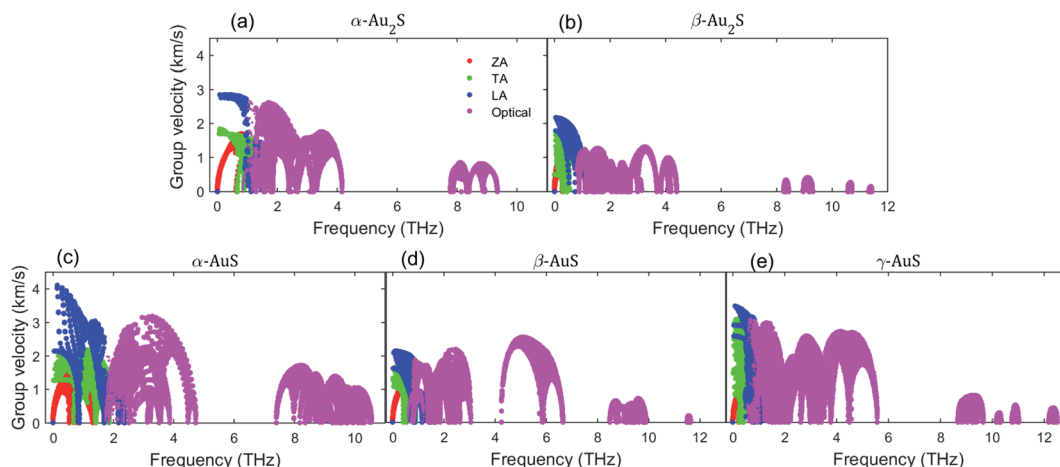 (a) α-Au2S (b) β-Au2S
Group velocity (km/s)
4
3
2
1
0
ZA
TA
LA
Optical
0 2 4 6 8 10
0 2 4 6 8 10 12
Frequency (THz) Frequency (THz)
(c) α-AuS (d) β-AuS (e) γ-AuS
Group velocity (km/s)
4
3
2
1
0
0 2 4 6 8 10
0 2 4 6 8 10 12
0 2 4 6 8 10 12
Frequency (THz) Frequency (THz) Frequency (THz)